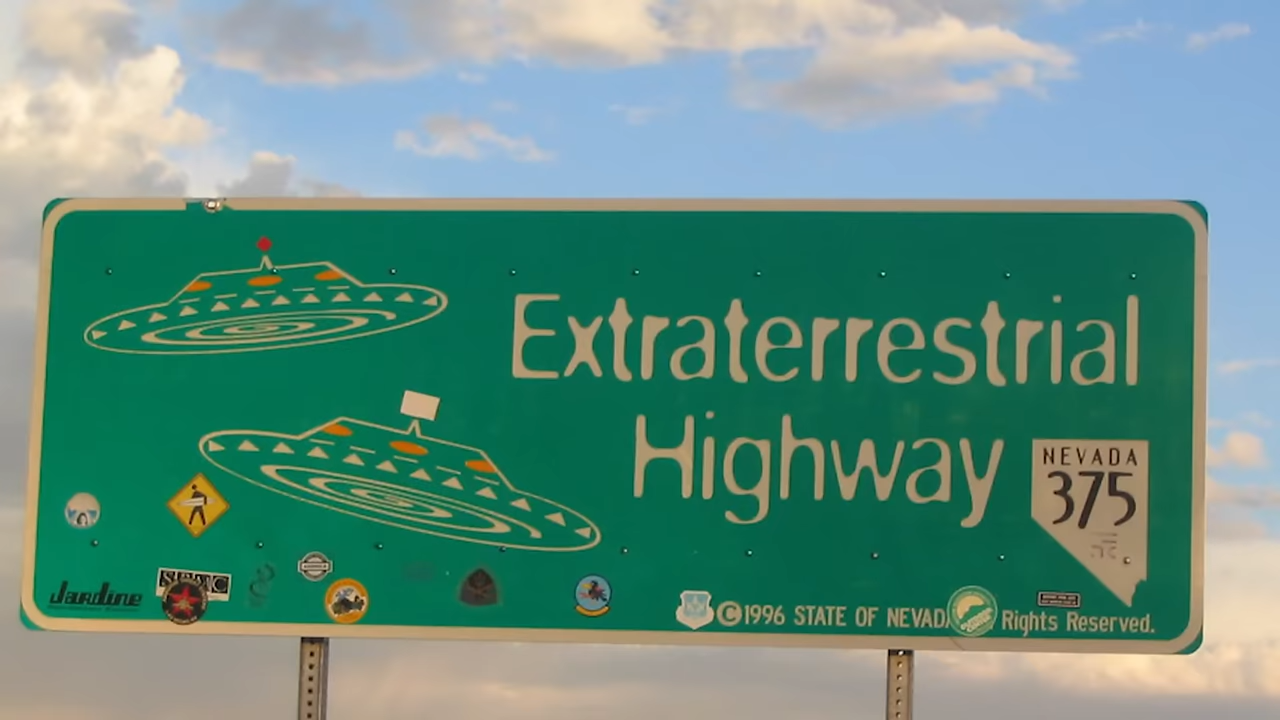 Extraterrestrial
Highway
NEVADA
375
Jardine
©1996 STATE OF NEVADA Rights Reserved.